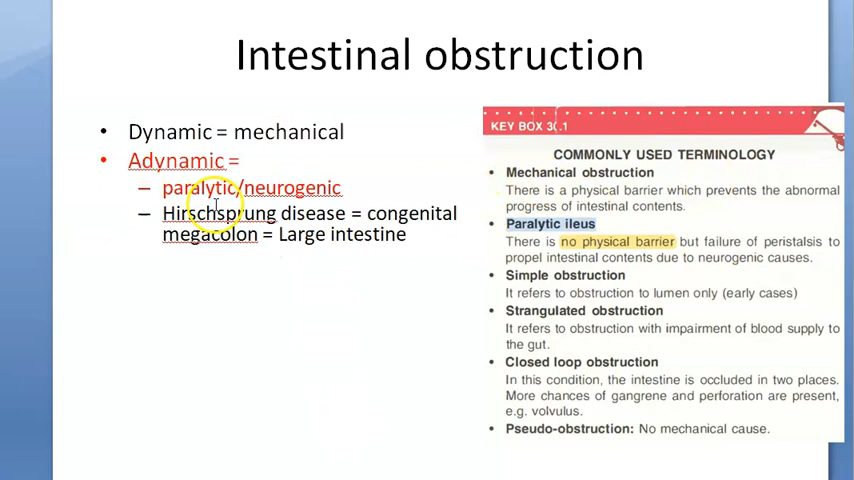 Intestinal obstruction
• Dynamic = mechanical
• Adynamic =
– paralytic/neurogenic
– Hirschsprung disease = congenital
megacolon = Large intestine
KEY BOX 30.1
COMMONLY USED TERMINOLOGY
• Mechanical obstruction
There is a physical barrier which prevents the abnormal
progress of intestinal contents.
• Paralytic ileus
There is no physical barrier but failure of peristalsis to
propel intestinal contents due to neurogenic causes.
• Simple obstruction
It refers to obstruction to lumen only (early cases)
• Strangulated obstruction
It refers to obstruction with impairment of blood supply to
the gut.
• Closed loop obstruction
In this condition, the intestine is occluded in two places.
More chances of gangrene and perforation are present,
e.g. volvulus.
• Pseudo-obstruction: No mechanical cause.